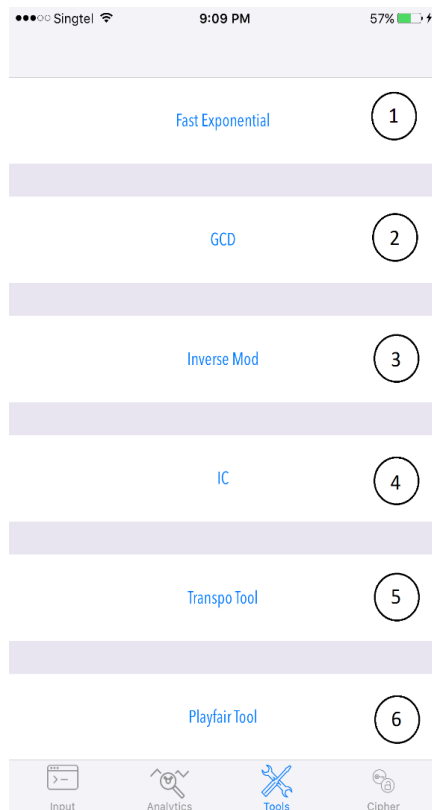 Singtel 9:09 PM 57%
Fast Exponential 1
GCD 2
Inverse Mod 3
IC 4
Transpo Tool 5
Playfair Tool 6
Input Analytics Tools Cipher